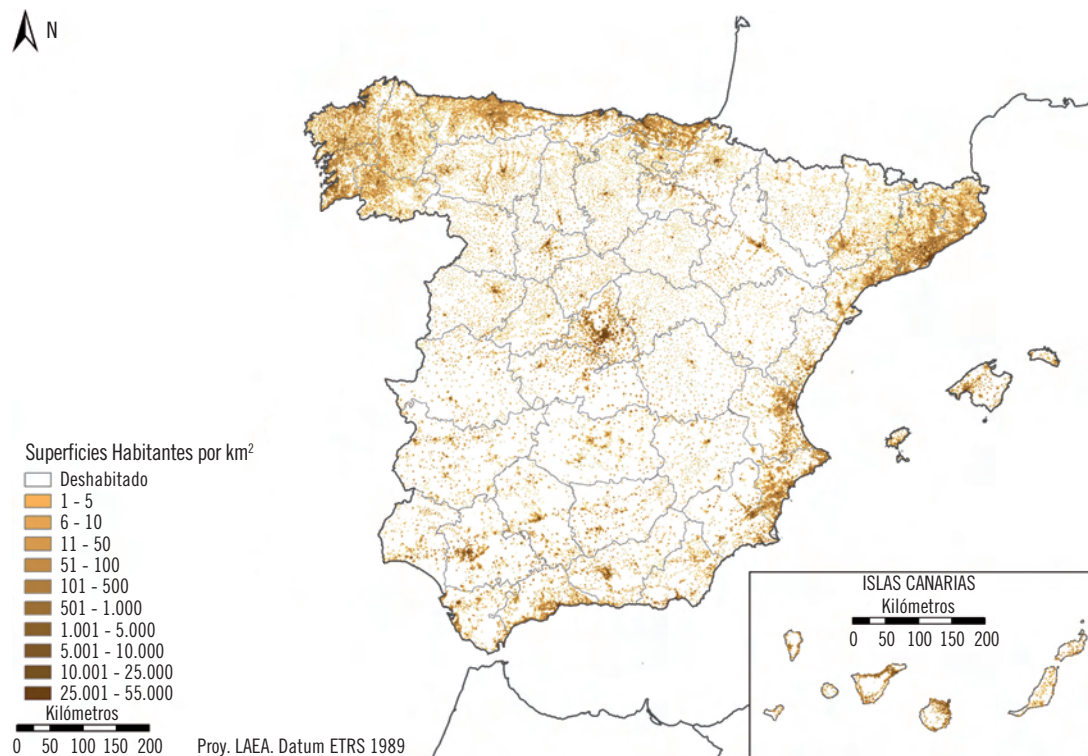 N
Superficies Habitantes por km²
Deshabitado
1 - 5
6 - 10
11 - 50
51 - 100
101 - 500
501 - 1.000
1.001 - 5.000
5.001 - 10.000
10.001 - 25.000
25.001 - 55.000
Kilómetros
0 50 100 150 200
Proy. LAEA. Datum ETRS 1989
ISLAS CANARIAS
Kilómetros
0 50 100 150 200